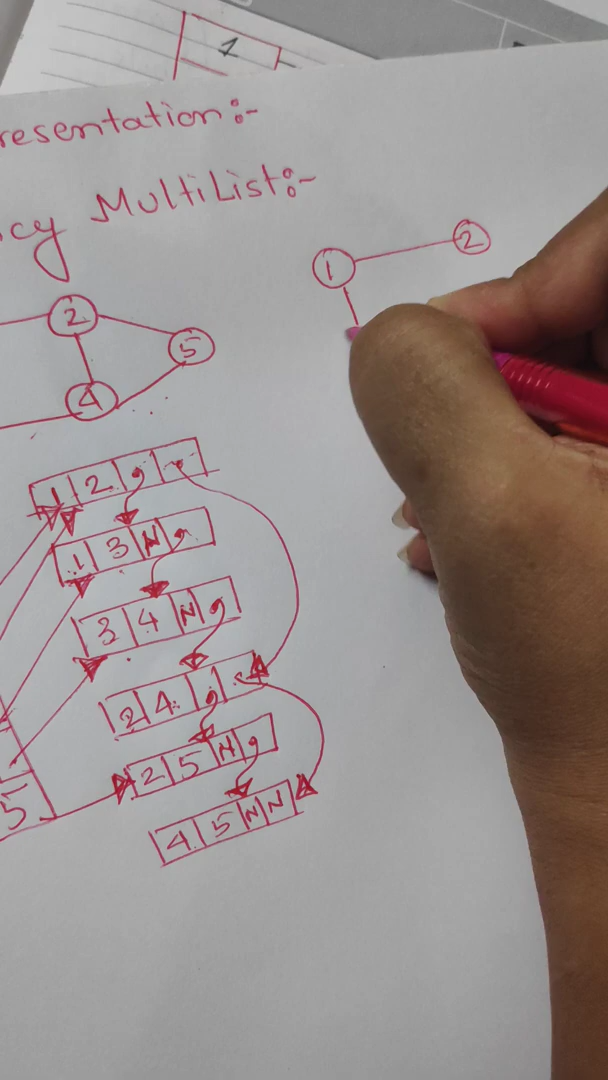 1
resentation:-
cy MultiList:-
1 2
2
5
4
1 2
1 3 N
3 4 N
2 4
2 5 N
5
4 5 N N